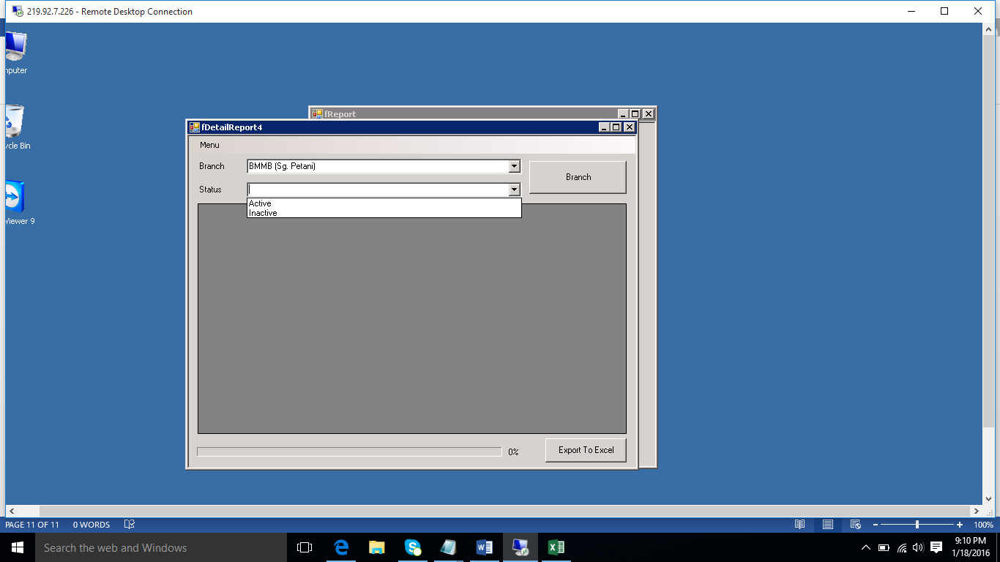 219.92.7.226 - Remote Desktop Connection
mputer
ycle Bin
Viewer 9
fReport
fDetailReport4
Menu
Branch
BMMB (Sg. Petani)
Branch
Status
Active
Inactive
0%
Export To Excel
PAGE 11 OF 11
0 WORDS
100%
Search the web and Windows
9:10 PM
1/18/2016